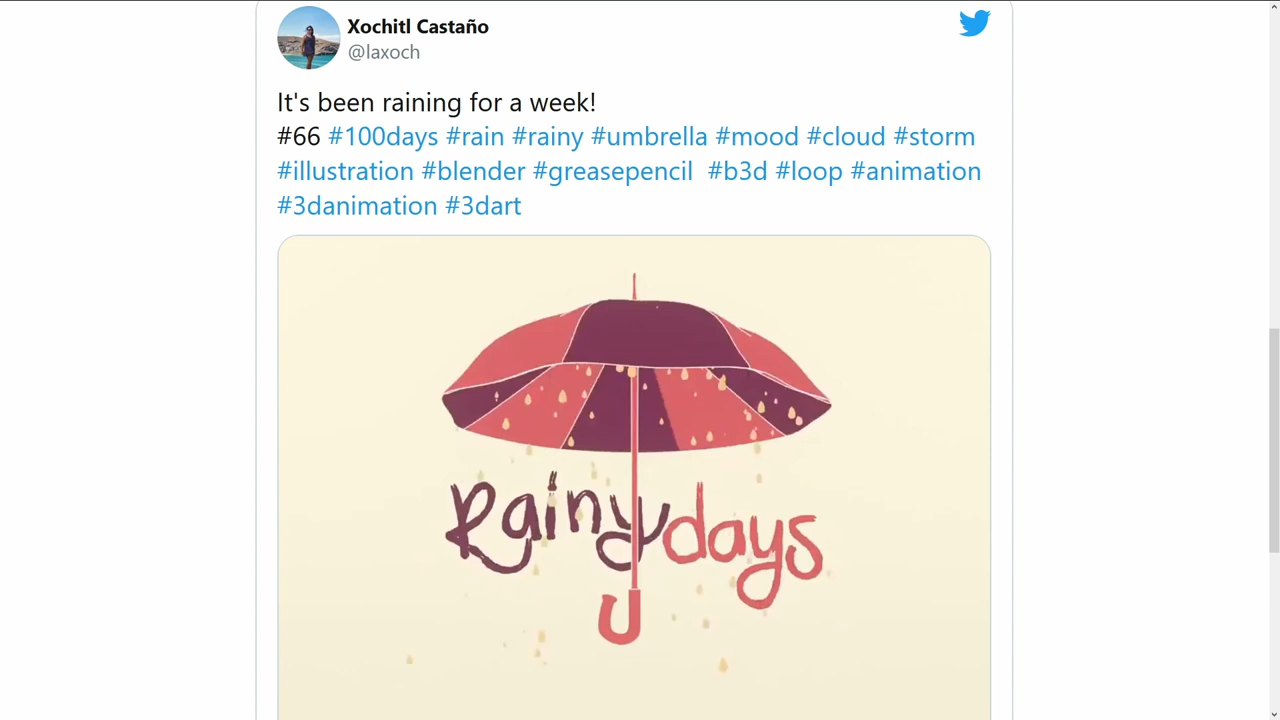 Xochitl Castaño
@laxoch
It's been raining for a week!
#66 #100days #rain #rainy #umbrella #mood #cloud #storm
#illustration #blender #greasepencil #b3d #loop #animation
#3danimation #3dart
Rainy days